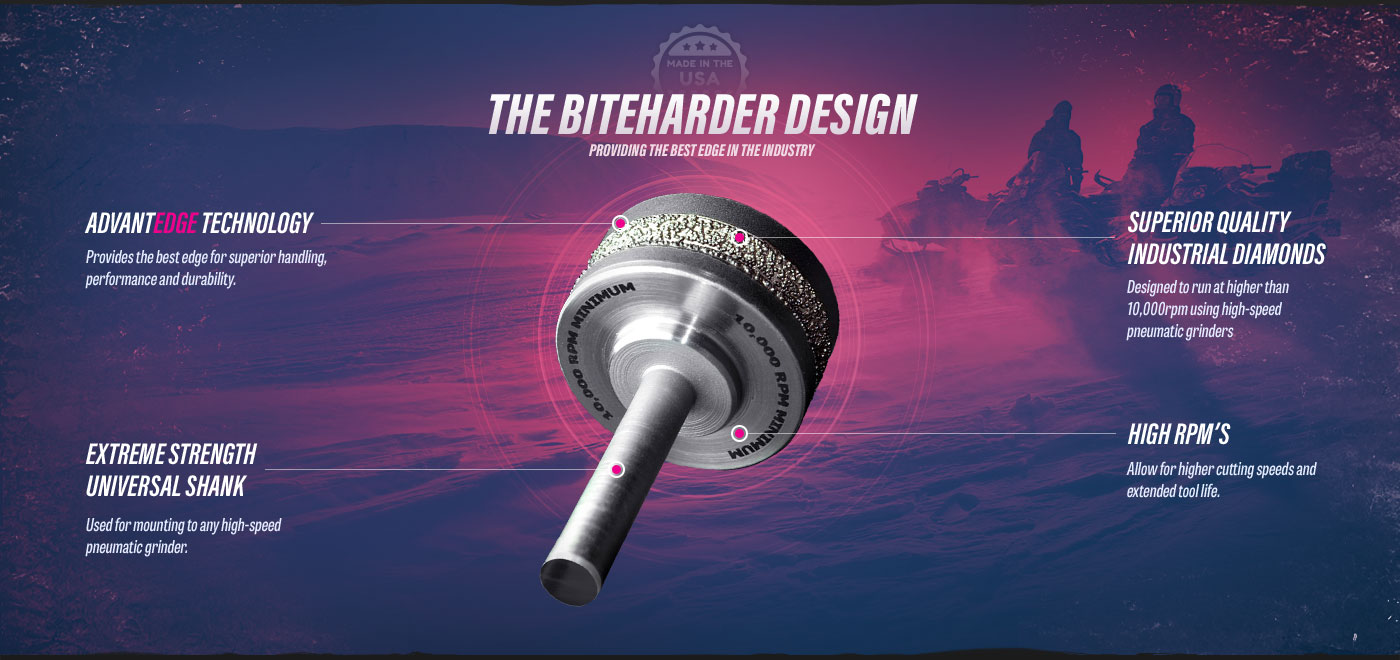 MADE IN THE
USA
THE BITEHARDER DESIGN
PROVIDING THE BEST EDGE IN THE INDUSTRY
ADVANTEDGE TECHNOLOGY
Provides the best edge for superior handling,
performance and durability.
SUPERIOR QUALITY
INDUSTRIAL DIAMONDS
Designed to run at higher than
10,000rpm using high-speed
pneumatic grinders
10,000 RPM MINIMUM
10,000 RPM MINIMUM
EXTREME STRENGTH
UNIVERSAL SHANK
Used for mounting to any high-speed
pneumatic grinder.
HIGH RPM'S
Allow for higher cutting speeds and
extended tool life.